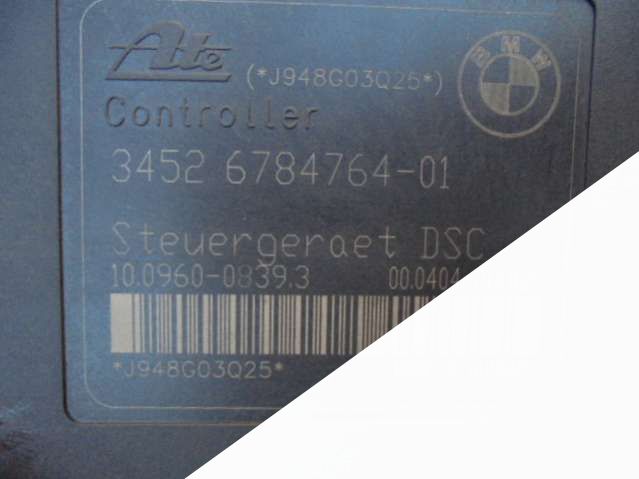 Ate (*J948G03Q25*) BMW
Controller
3452 6784764-01
Steuergeraet DSC
10.0960-0839.3 00.0404
*J948G03Q25*